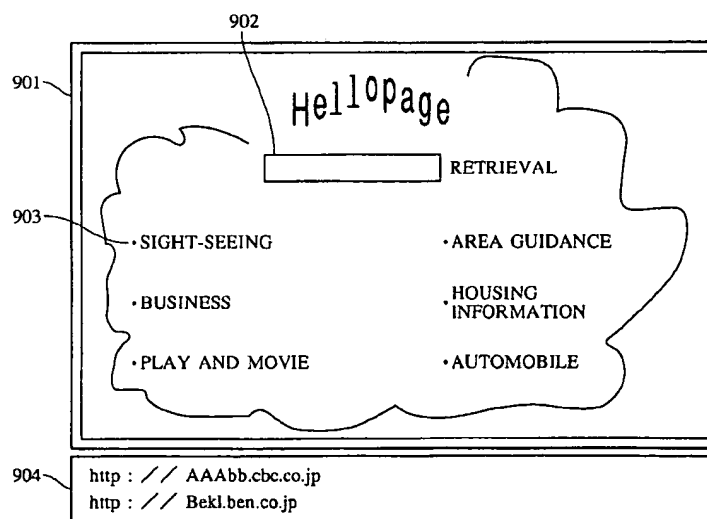 902
901
Hellopage
RETRIEVAL
903
·SIGHT-SEEING
·AREA GUIDANCE
·BUSINESS
·HOUSING
INFORMATION
·PLAY AND MOVIE
·AUTOMOBILE
904
http : // AAAbb.cbc.co.jp
http : // Bekl.ben.co.jp